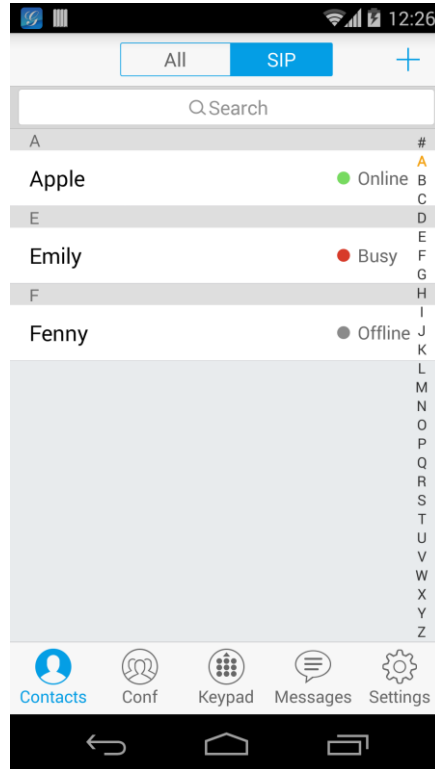 12:26
All SIP +
Search
A
Apple Online
E
Emily Busy
F
Fenny Offline
#
A
B
C
D
E
F
G
H
I
J
K
L
M
N
O
P
Q
R
S
T
U
V
W
X
Y
Z
Contacts Conf Keypad Messages Settings